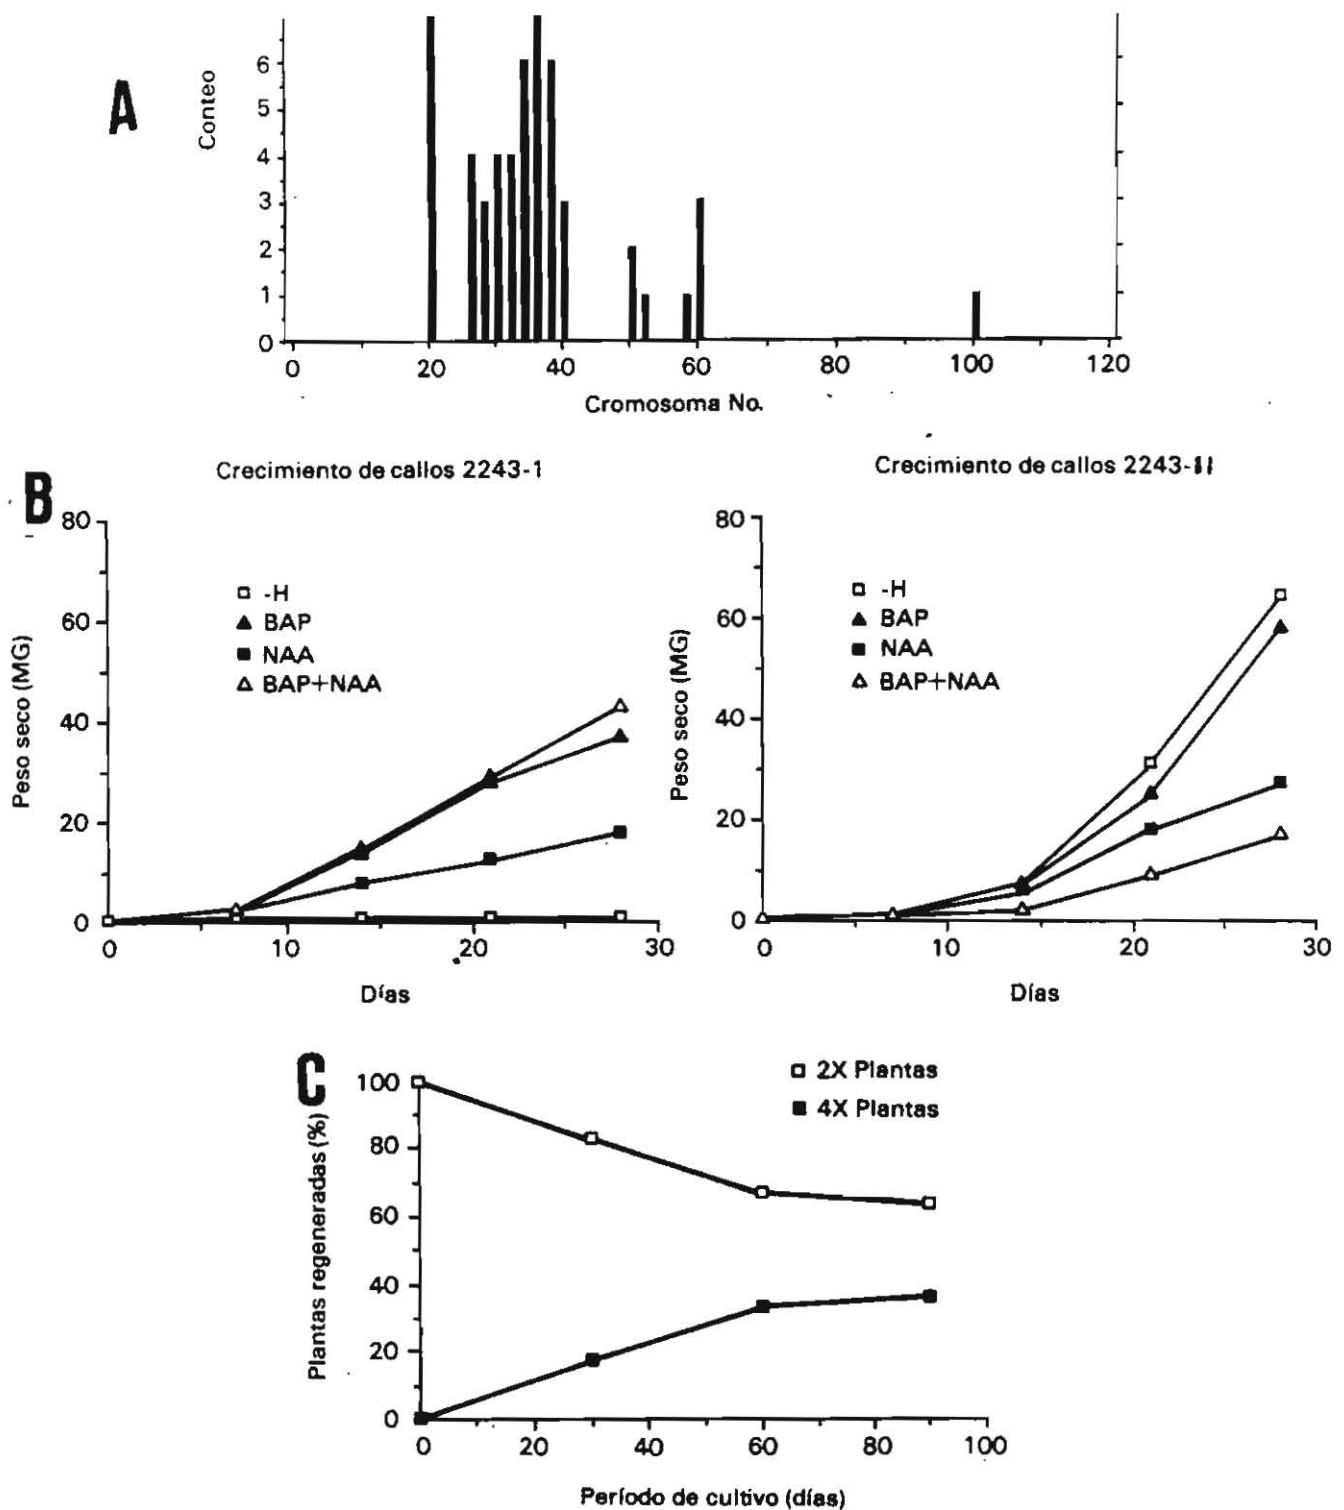 A
Conteo
6
5
4
3
2
1
0
0 20 40 60 80 100 120
Cromosoma No.
B
Crecimiento de callos 2243-1
80
60
40
20
0
Peso seco (MG)
-H
BAP
NAA
BAP+NAA
0 10 20 30
Días
Crecimiento de callos 2243-II
80
60
40
20
0
Peso seco (MG)
-H
BAP
NAA
BAP+NAA
0 10 20 30
Días
C
100
80
60
40
20
0
Plantas regeneradas (%)
2X Plantas
4X Plantas
0 20 40 60 80 100
Período de cultivo (días)